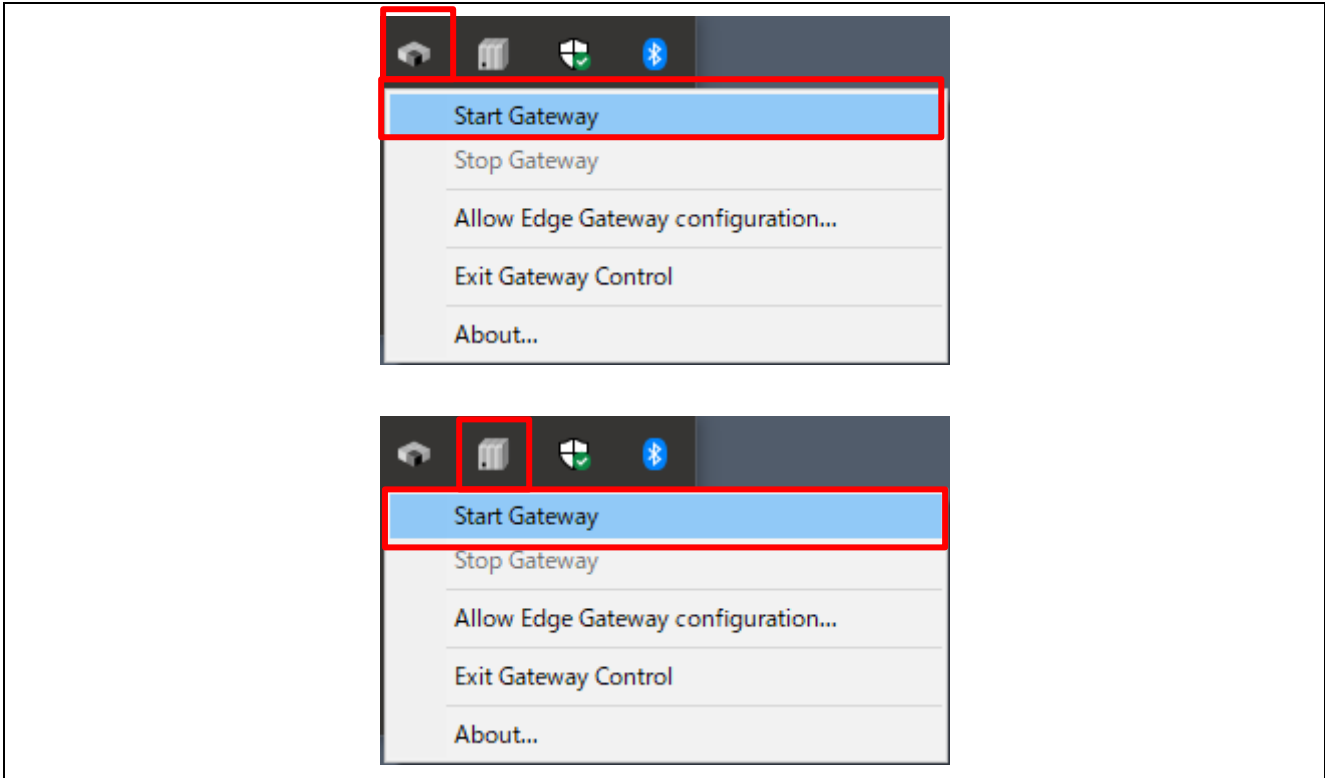 Start Gateway
Stop Gateway
Allow Edge Gateway configuration...
Exit Gateway Control
About...
Start Gateway
Stop Gateway
Allow Edge Gateway configuration...
Exit Gateway Control
About...